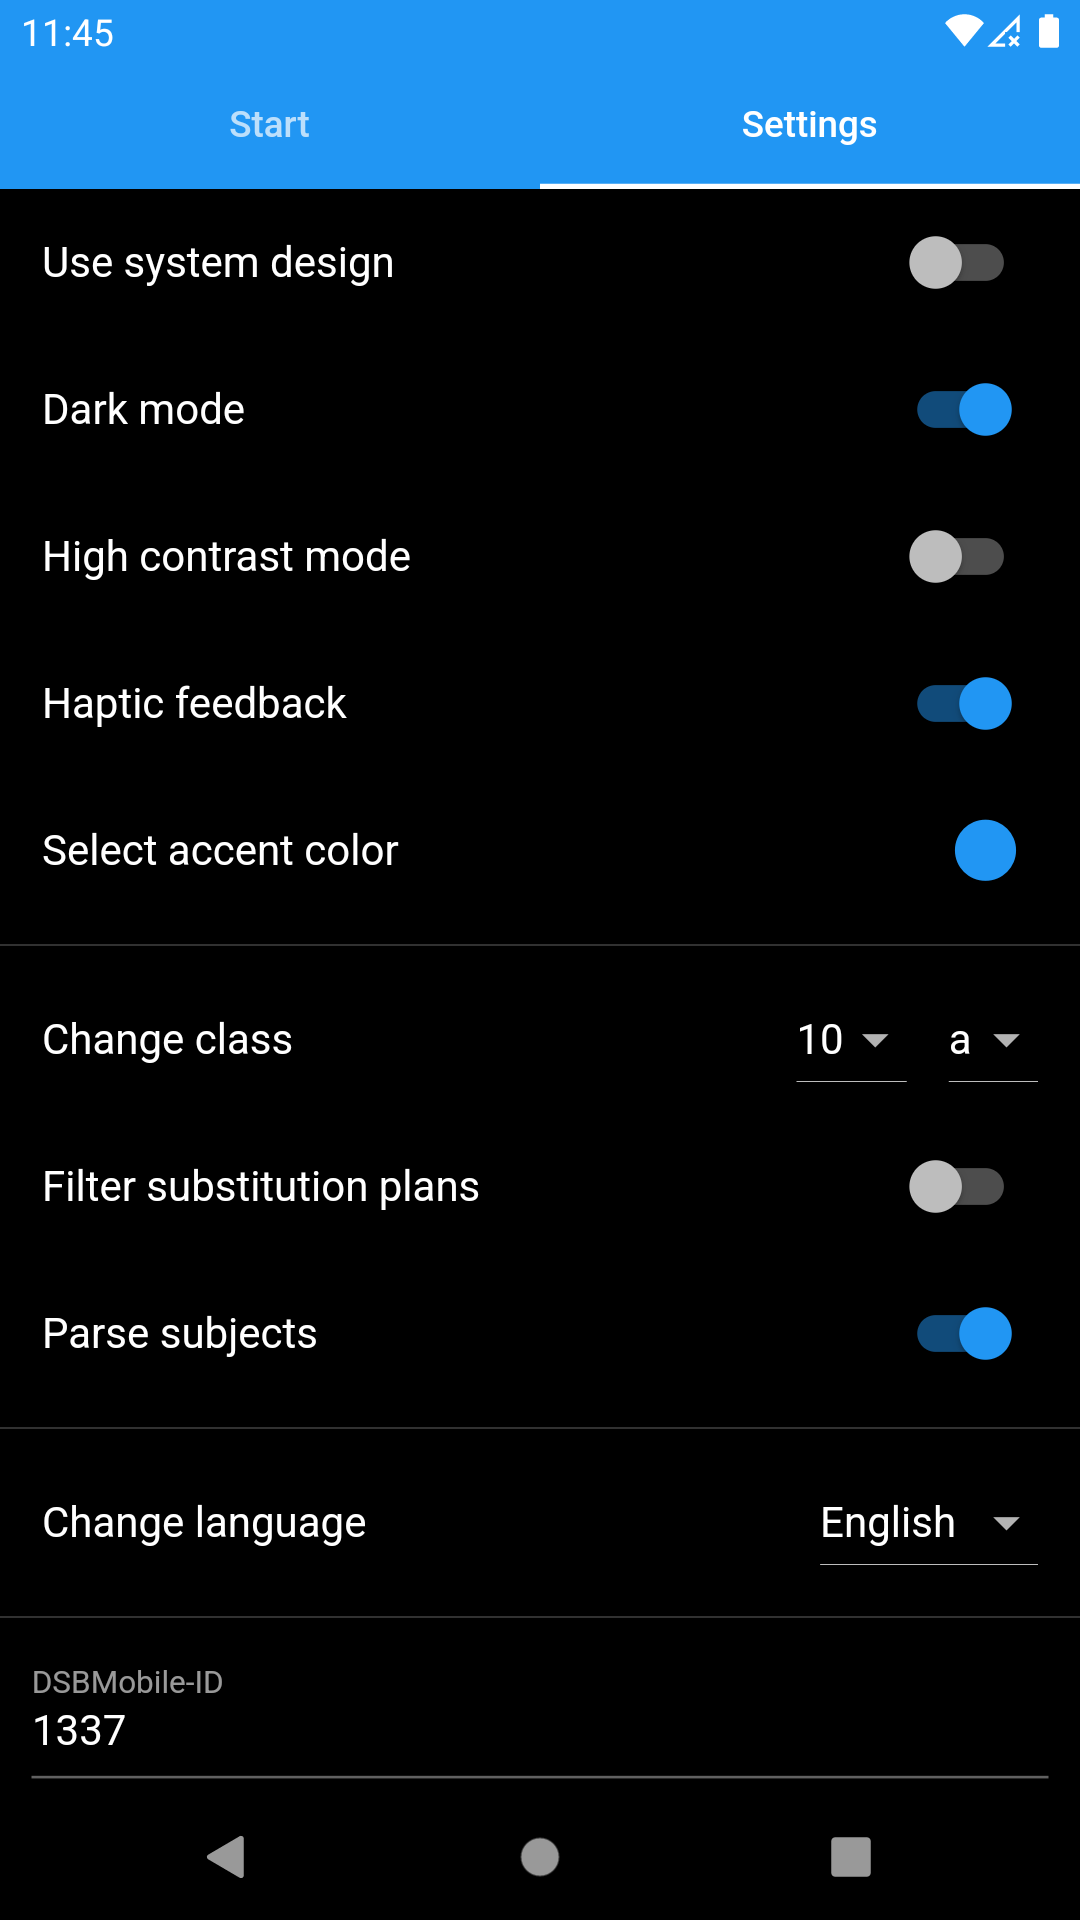 11:45
Start Settings
Use system design
Dark mode
High contrast mode
Haptic feedback
Select accent color
Change class 10 a
Filter substitution plans
Parse subjects
Change language English
DSBMobile-ID
1337